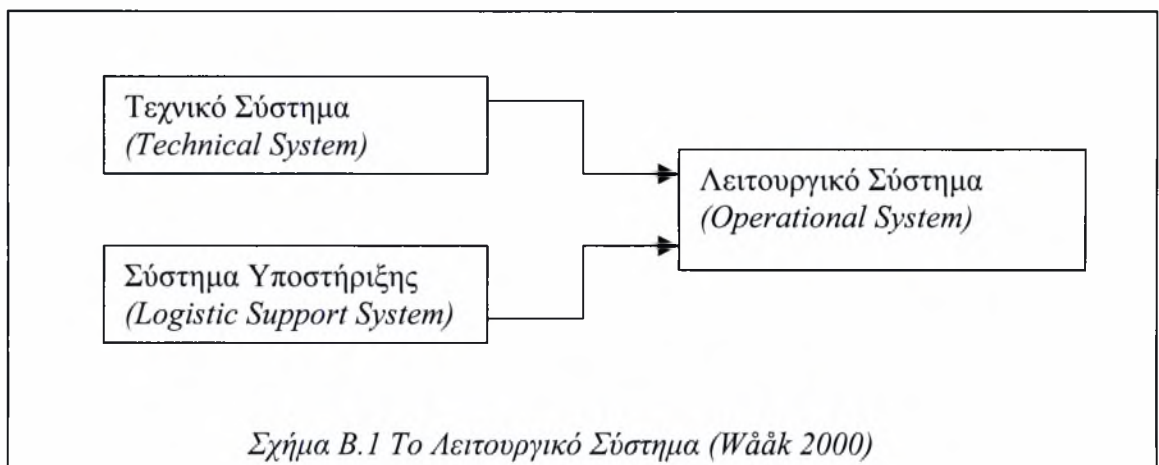 Τεχνικό Σύστημα
(Technical System)
Λειτουργικό Σύστημα
(Operational System)
Σύστημα Υποστήριξης
(Logistic Support System)
Σχήμα Β.1 Το Λειτουργικό Σύστημα (Wååk 2000)